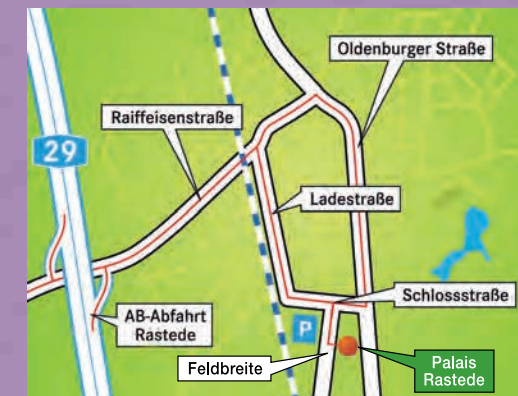 Oldenburger Straße
Raiffeisenstraße
29
Ladestraße
Schlossstraße
AB-Abfahrt
Rastede
P
Feldbreite
Palais
Rastede